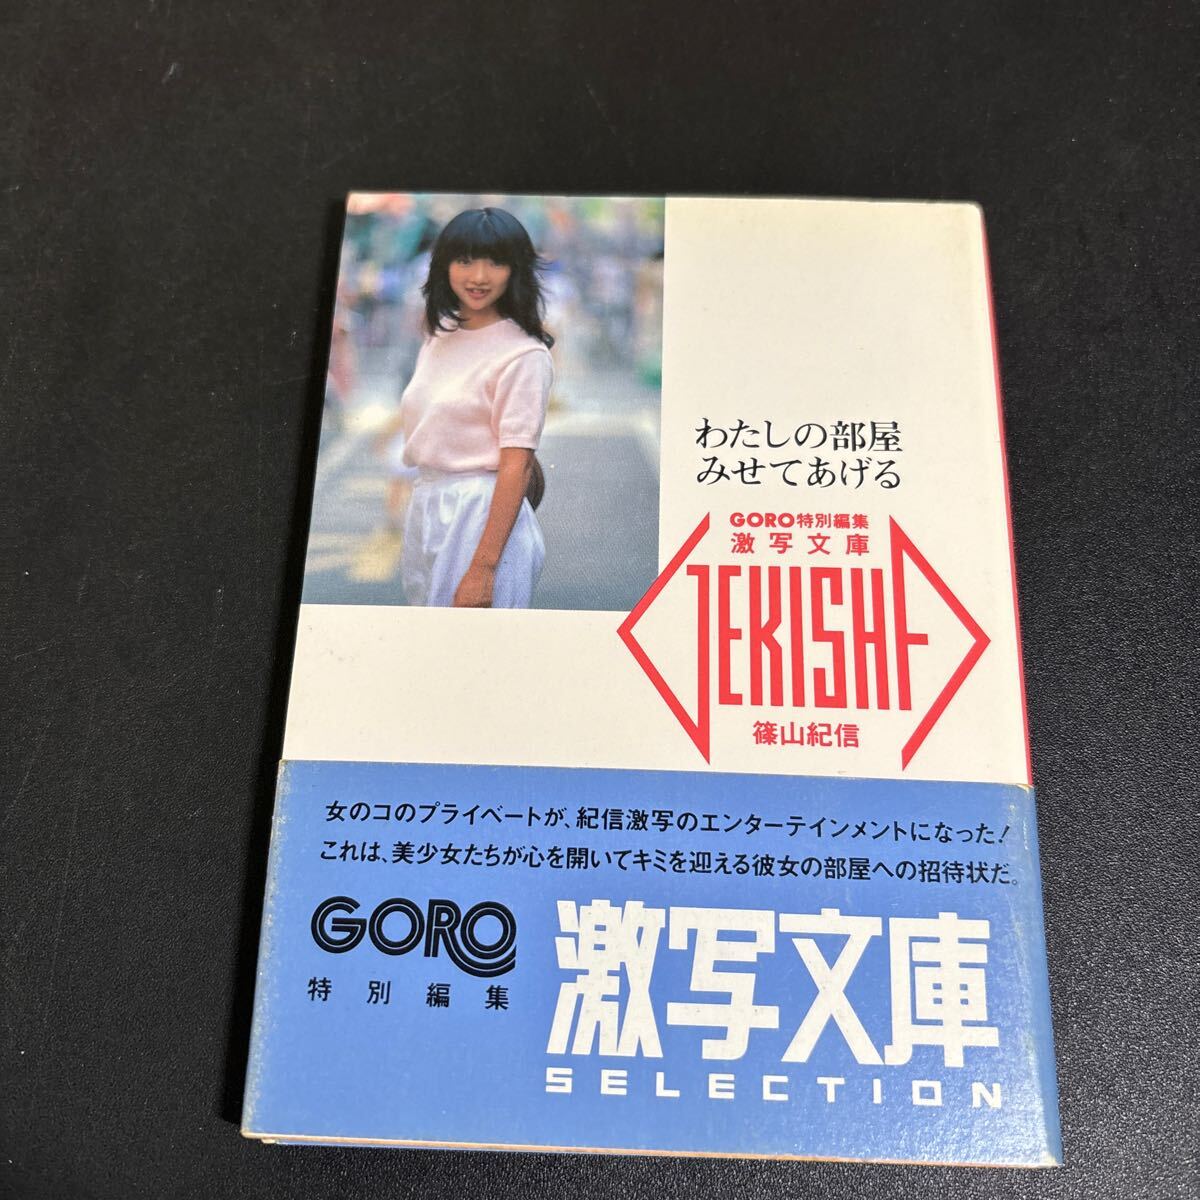 わたしの部屋
みせてあげる
GORO特別編集
激写文庫
GEKISHA
篠山紀信
女のコのプライベートが、紀信激写のエンターテインメントになった!
これは、美少女たちが心を開いてキミを迎える彼女の部屋への招待状だ。
GORO
特別編集
激写文庫
SELECTION